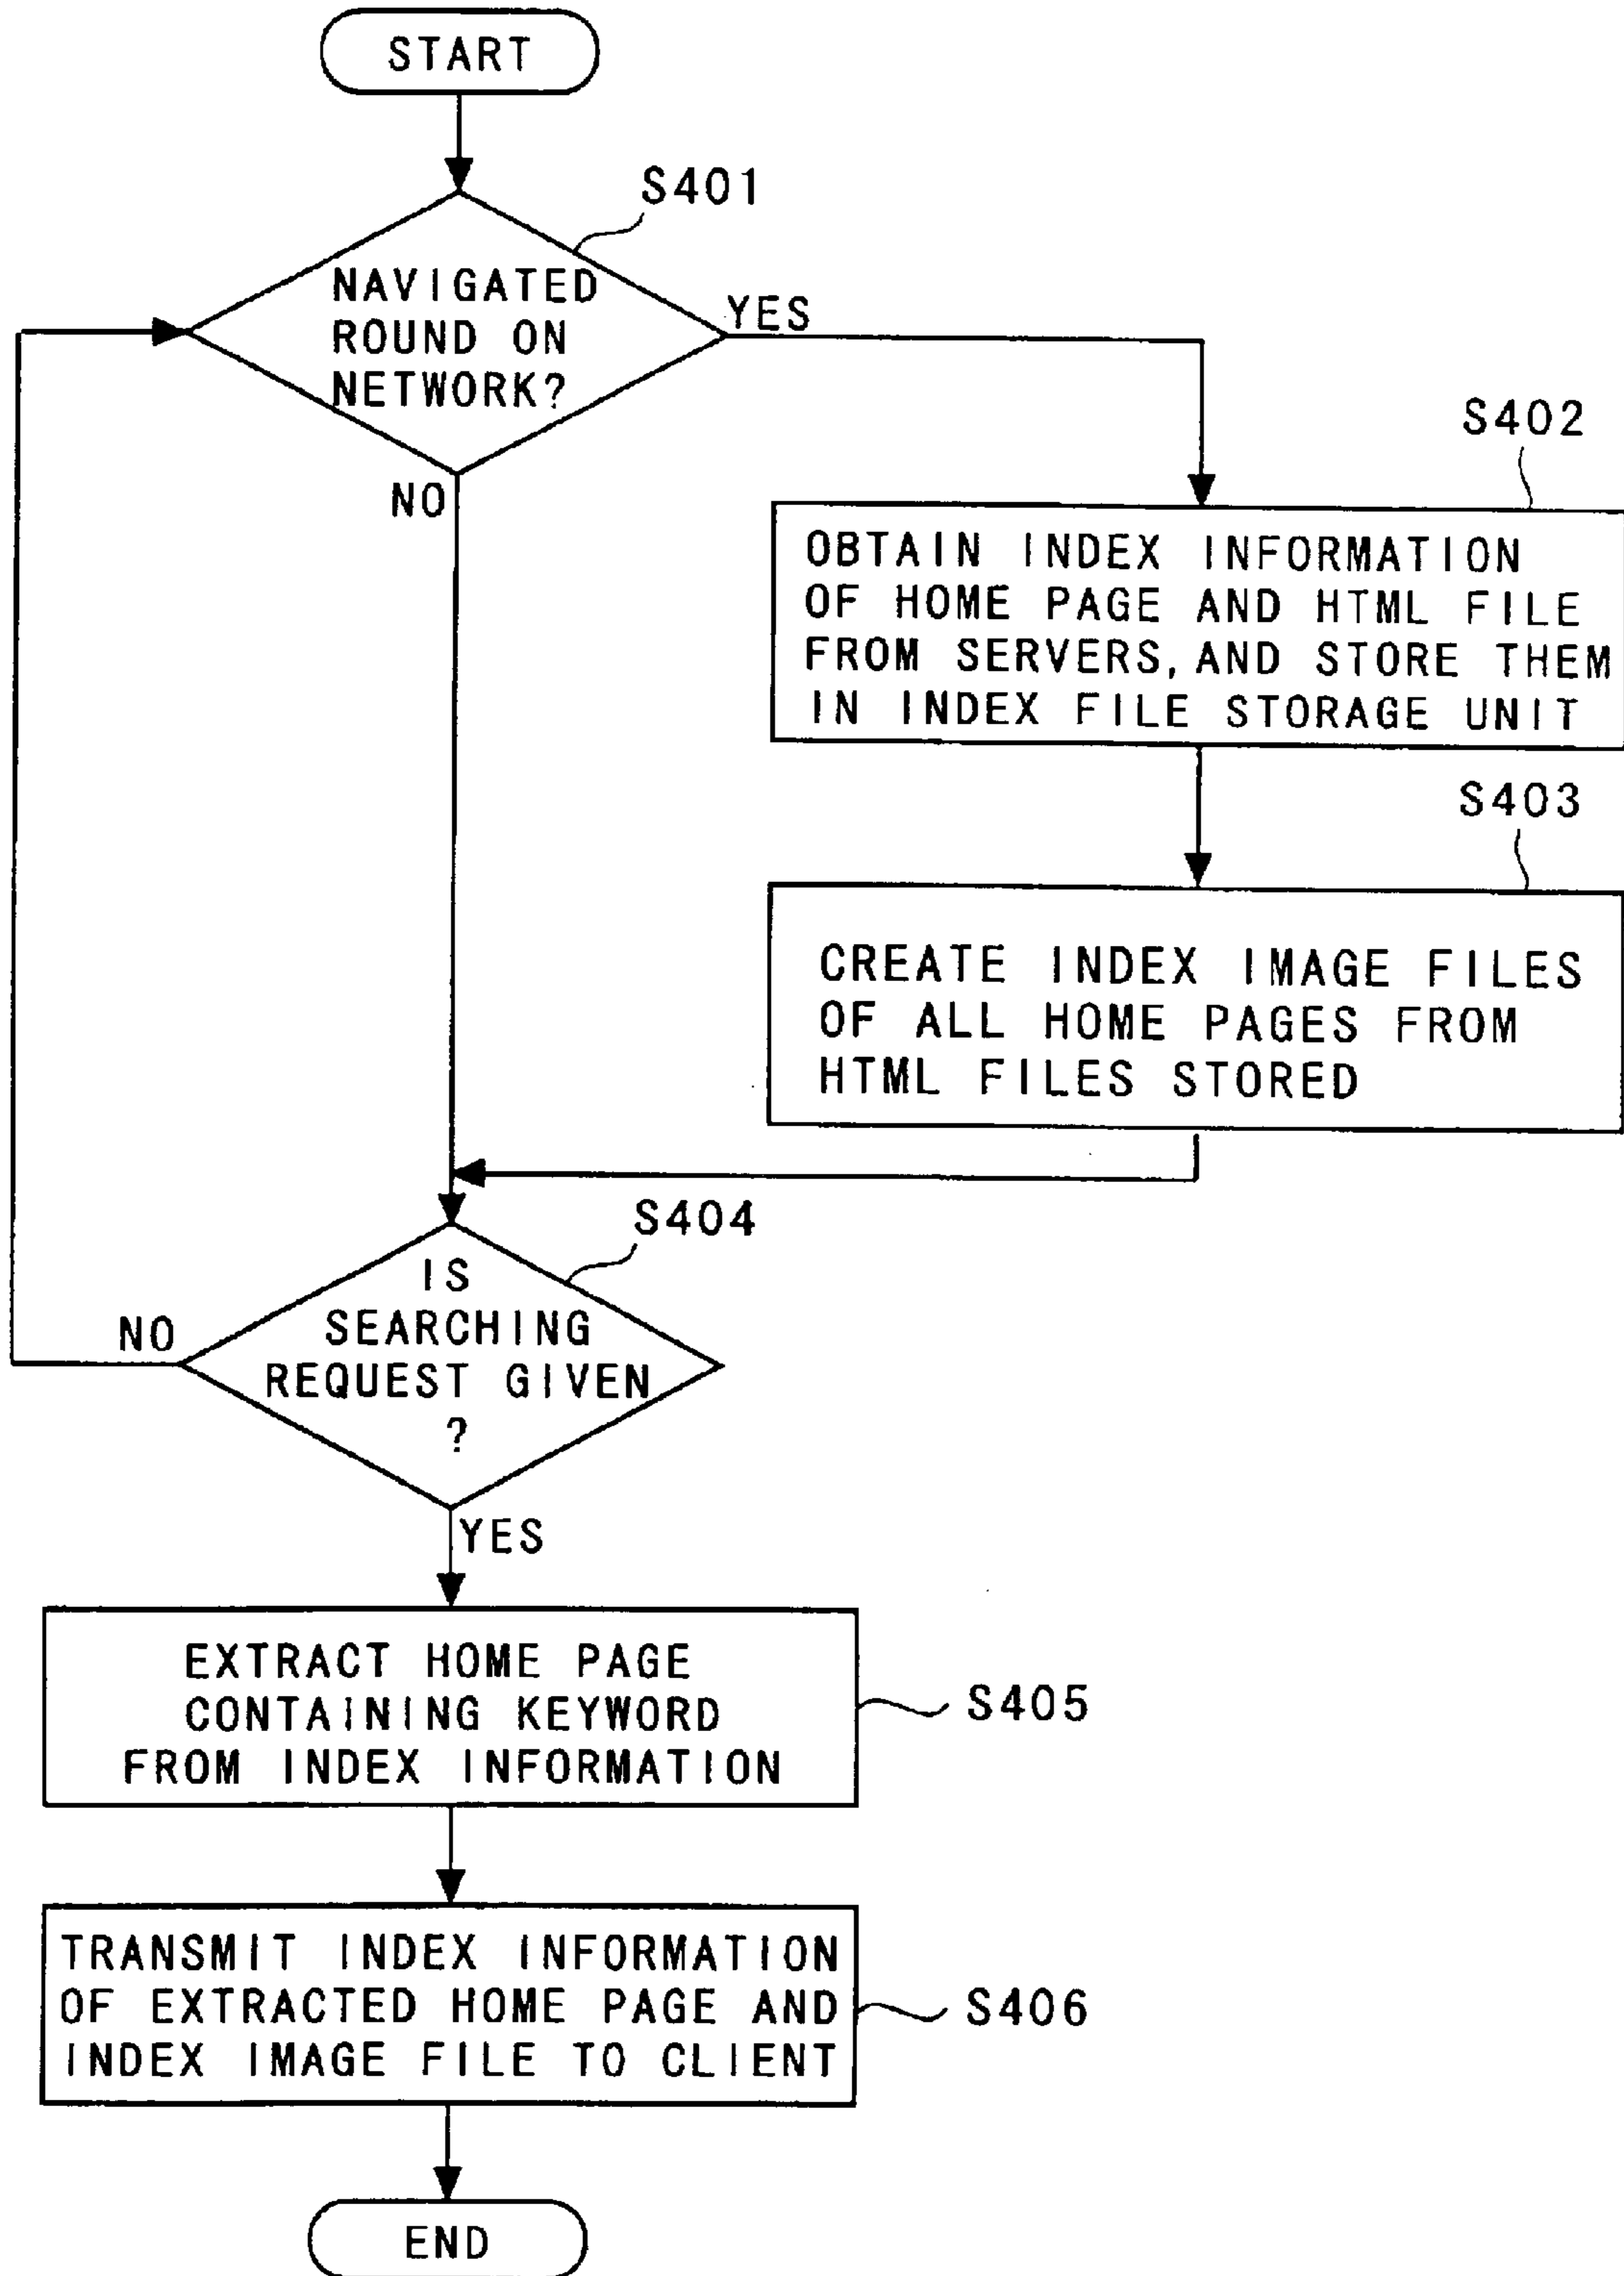 START
S401
NAVIGATED
ROUND ON
NETWORK?
YES
NO
S402
OBTAIN INDEX INFORMATION
OF HOME PAGE AND HTML FILE
FROM SERVERS, AND STORE THEM
IN INDEX FILE STORAGE UNIT
S403
CREATE INDEX IMAGE FILES
OF ALL HOME PAGES FROM
HTML FILES STORED
S404
IS
SEARCHING
REQUEST GIVEN
?
NO
YES
EXTRACT HOME PAGE
CONTAINING KEYWORD
FROM INDEX INFORMATION
S405
TRANSMIT INDEX INFORMATION
OF EXTRACTED HOME PAGE AND
INDEX IMAGE FILE TO CLIENT
S406
END